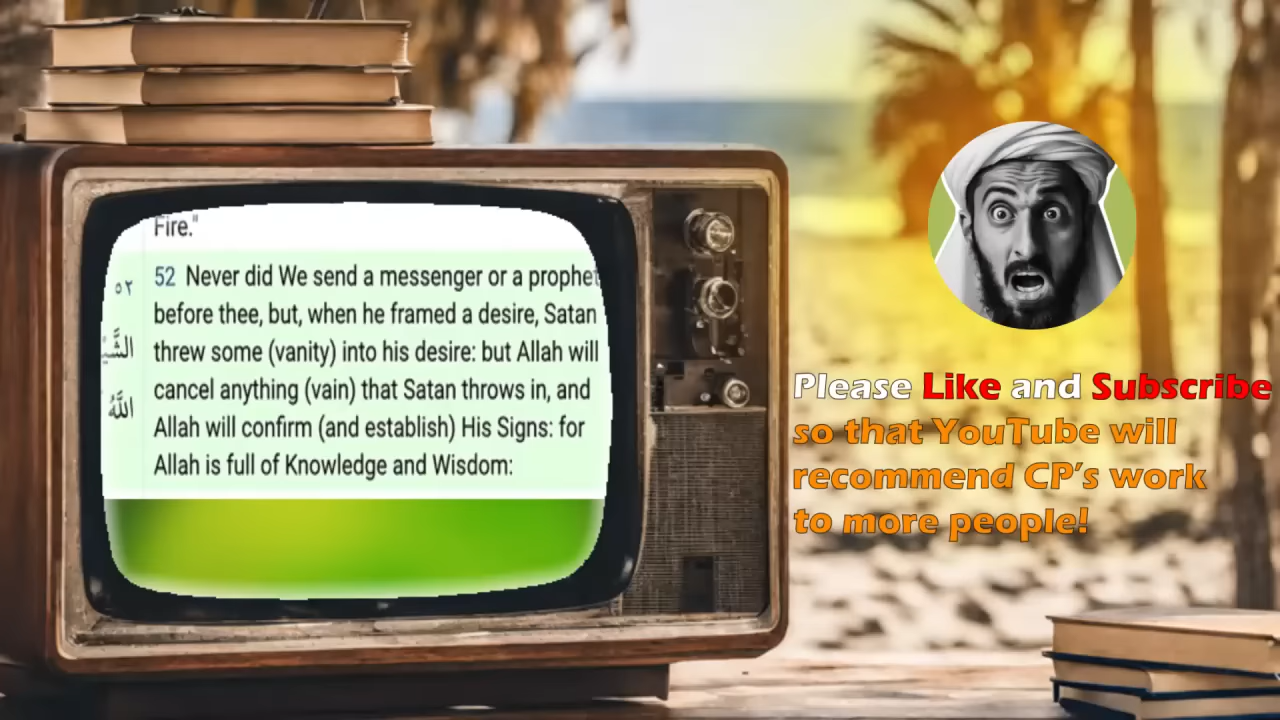 Fire."
52 Never did We send a messenger or a prophet
before thee, but, when he framed a desire, Satan
threw some (vanity) into his desire: but Allah will
cancel anything (vain) that Satan throws in, and
Allah will confirm (and establish) His Signs: for
Allah is full of Knowledge and Wisdom:
٥٢
اللَّهُ
Please Like and Subscribe
so that YouTube will
recommend CP's work
to more people!